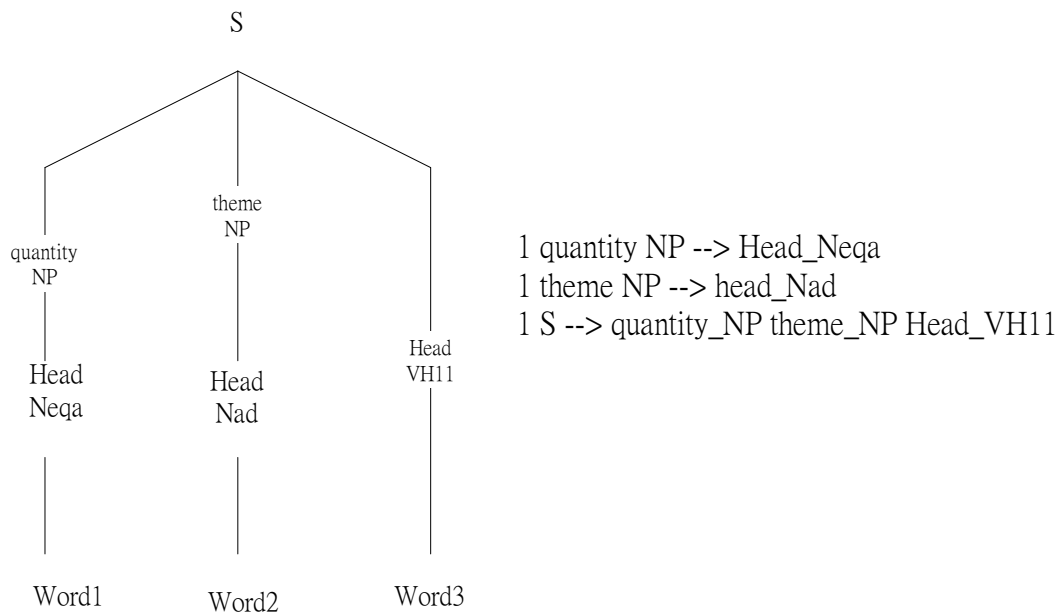 S
theme
NP
quantity
NP
Head
VH11
Head
Neqa
Head
Nad
Word1
Word2
Word3
1 quantity NP --> Head_Neqa
1 theme NP --> head_Nad
1 S --> quantity_NP theme_NP Head_VH11